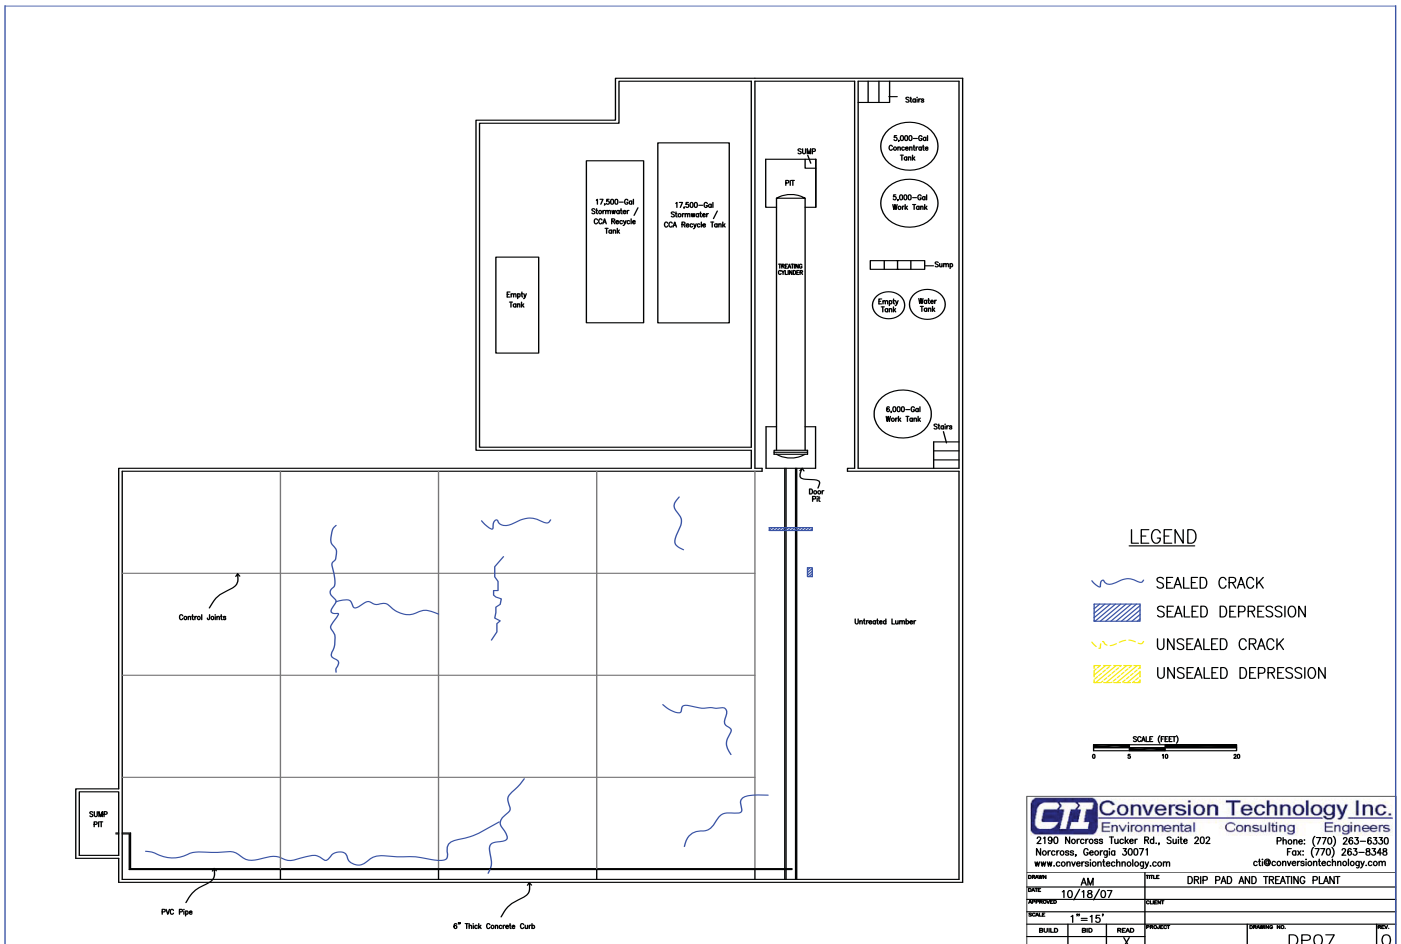 Stairs
5,000-Gal
Concentrate
Tank
SUMP
PIT
5,000-Gal
Work Tank
17,500-Gal
Stormwater /
CCA Recycle
Tank
17,500-Gal
Stormwater /
CCA Recycle Tank
TREATING
CYLINDER
Sump
Empty
Tank
Empty
Tank
Water
Tank
6,000-Gal
Work Tank
Stairs
Door
Pit
Control Joints
Untreated Lumber
LEGEND
SEALED CRACK
SEALED DEPRESSION
UNSEALED CRACK
UNSEALED DEPRESSION
SCALE (FEET)
0 5 10 20
SUMP
PIT
PVC Pipe
6" Thick Concrete Curb
CTI Conversion Technology Inc.
Environmental Consulting Engineers
2190 Norcross Tucker Rd., Suite 202 Phone: (770) 263-6330
Norcross, Georgia 30071 Fax: (770) 263-8348
www.conversiontechnology.com cti@conversiontechnology.com
DRAWN AM TITLE DRIP PAD AND TREATING PLANT
DATE 10/18/07
APPROVED CLIENT
SCALE 1"=15'
BUILD BID READ PROJECT DRAWING NO. REV.
X DP07 0